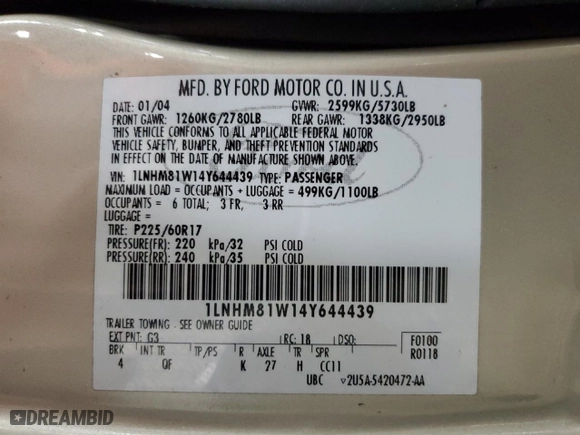 MFD. BY FORD MOTOR CO. IN U.S.A.
DATE: 01/04 GVWR: 2599KG/5730LB
FRONT GAWR: 1260KG/2780LB REAR GAWR: 1338KG/2950LB
THIS VEHICLE CONFORMS TO ALL APPLICABLE FEDERAL MOTOR
VEHICLE SAFETY, BUMPER, AND THEFT PREVENTION STANDARDS
IN EFFECT ON THE DATE OF MANUFACTURE SHOWN ABOVE.
Ford
VIN: 1LNHM81W14Y644439 TYPE: PASSENGER
MAXIMUM LOAD = OCCUPANTS + LUGGAGE = 499KG/1100LB
OCCUPANTS = 6 TOTAL; 3 FR, 3 RR
LUGGAGE =
TIRE: P225/60R17
PRESSURE(FR) 220 kPa/32 PSI COLD
PRESSURE(RR) 240 kPa/35 PSI COLD
1LNHM81W14Y644439
TRAILER TOWING - SEE OWNER GUIDE
EXT PNT: G3 RC: 18 DSO: F0100
BRK INT TR TP/PS R AXLE TR SPR R0118
4 QF K 27 H CC11
UBC ▽2U5A-5420472-AA
DREAMBID